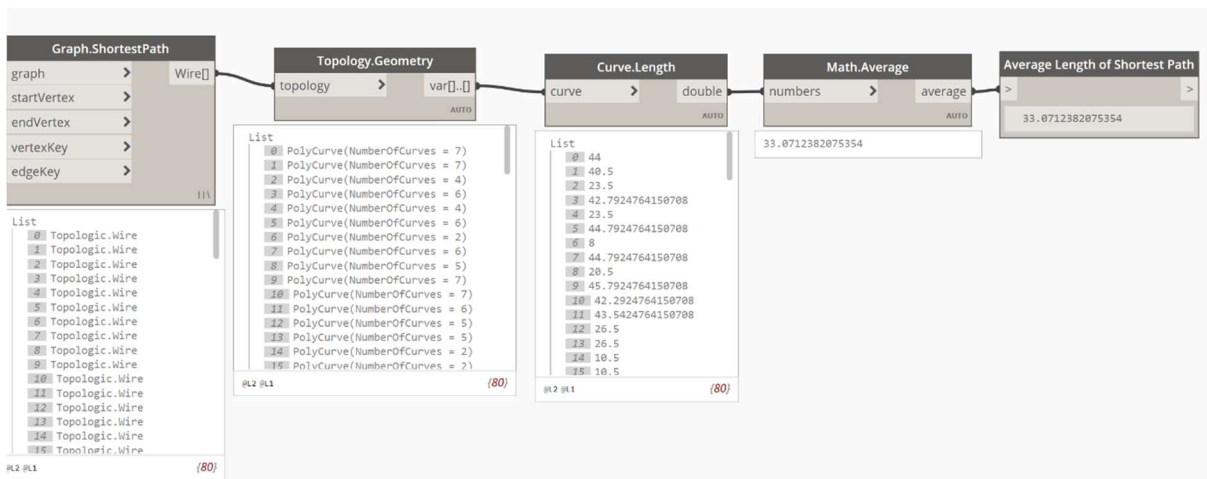 Graph.ShortestPath
graph > Wire[]
startVertex >
endVertex >
vertexKey >
edgeKey >
List
0 Topologic.Wire
1 Topologic.Wire
2 Topologic.Wire
3 Topologic.Wire
4 Topologic.Wire
5 Topologic.Wire
6 Topologic.Wire
7 Topologic.Wire
8 Topologic.Wire
9 Topologic.Wire
10 Topologic.Wire
11 Topologic.Wire
12 Topologic.Wire
13 Topologic.Wire
14 Topologic.Wire
15 Topologic.Wire
@L2 @L1 {80}
Topology.Geometry
topology > var[]..[]
AUTO
List
0 PolyCurve(NumberOfCurves = 7)
1 PolyCurve(NumberOfCurves = 7)
2 PolyCurve(NumberOfCurves = 4)
3 PolyCurve(NumberOfCurves = 6)
4 PolyCurve(NumberOfCurves = 4)
5 PolyCurve(NumberOfCurves = 6)
6 PolyCurve(NumberOfCurves = 2)
7 PolyCurve(NumberOfCurves = 6)
8 PolyCurve(NumberOfCurves = 5)
9 PolyCurve(NumberOfCurves = 7)
10 PolyCurve(NumberOfCurves = 7)
11 PolyCurve(NumberOfCurves = 6)
12 PolyCurve(NumberOfCurves = 5)
13 PolyCurve(NumberOfCurves = 5)
14 PolyCurve(NumberOfCurves = 2)
15 PolyCurve(NumberOfCurves = 2)
@L2 @L1 {80}
Curve.Length
curve > double
AUTO
List
0 44
1 40.5
2 23.5
3 42.7924764150708
4 23.5
5 44.7924764150708
6 8
7 44.7924764150708
8 20.5
9 45.7924764150708
10 42.2924764150708
11 43.5424764150708
12 26.5
13 26.5
14 10.5
15 10.5
@L2 @L1 {80}
Math.Average
numbers > average
AUTO
33.0712382075354
Average Length of Shortest Path
> >
33.0712382075354